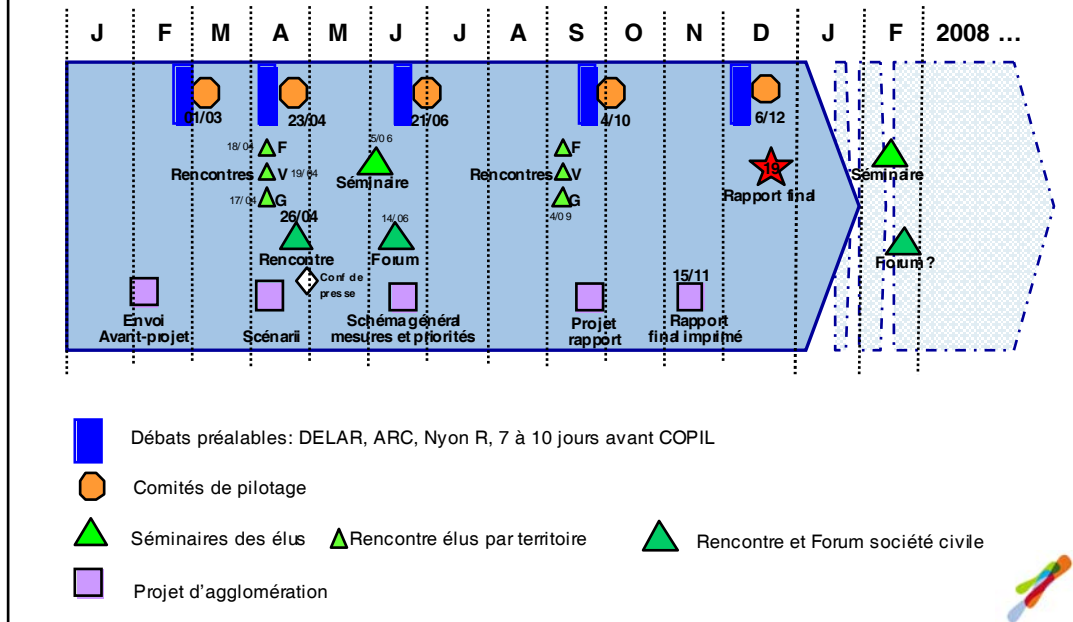 J F M A M J J A S O N D J F 2008 ...
01/03 23/04 21/06 4/10 6/12
18/04 F 5/06 F
Rencontres V 19/04 Séminaire Rencontres V 19 Séminaire
17/04 G Rapport final G
26/04 14/06 4/09
Rencontre Forum Forum ?
Conf de
presse 15/11
Envoi Schéma général Projet Rapport
Avant-projet Scénarii mesures et priorités rapport final imprimé
Débats préalables: DELAR, ARC, Nyon R, 7 à 10 jours avant COPIL
Comités de pilotage
Séminaires des élus Rencontre élus par territoire Rencontre et Forum société civile
Projet d'agglomération